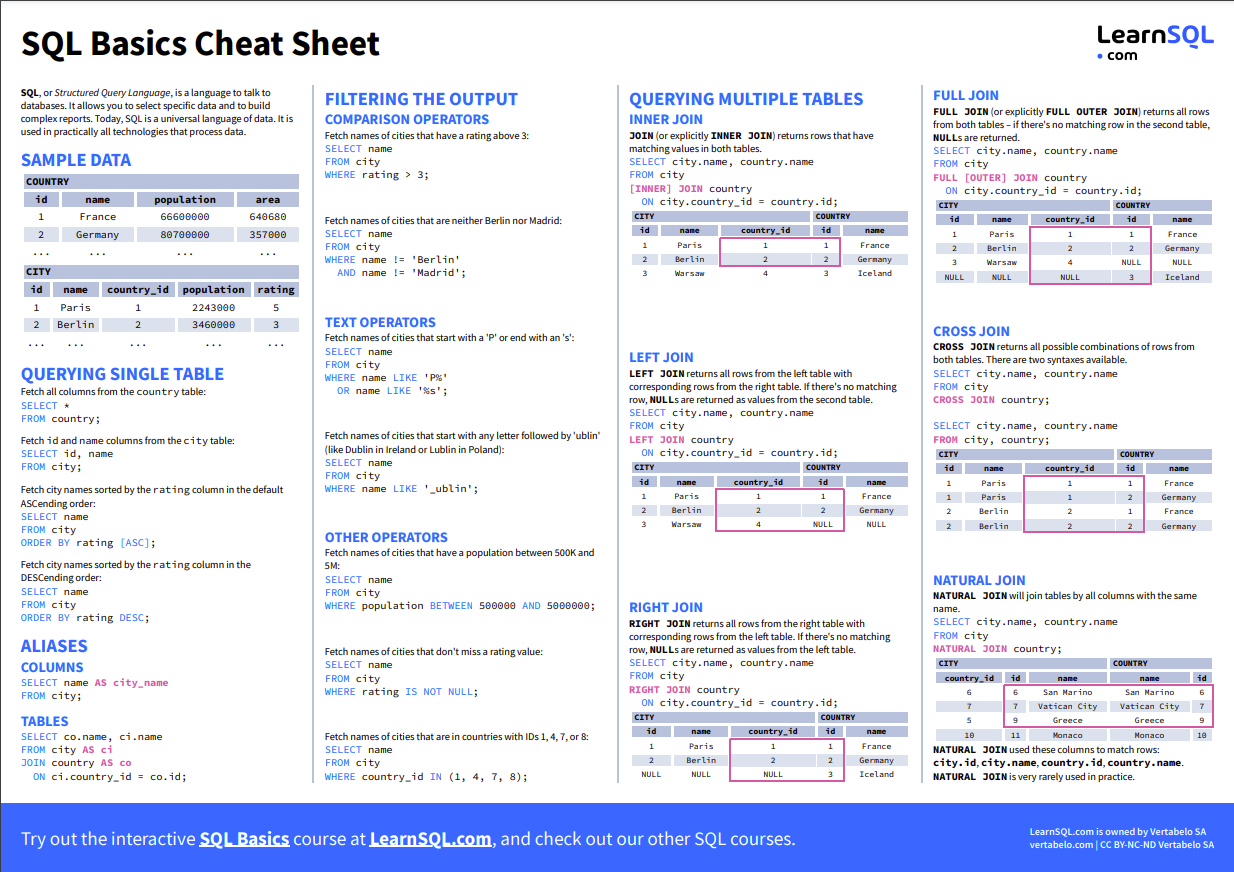 SQL Basics Cheat Sheet
LearnSQL
• com
SQL, or Structured Query Language, is a language to talk to
databases. It allows you to select specific data and to build
complex reports. Today, SQL is a universal language of data. It is
used in practically all technologies that process data.
SAMPLE DATA
COUNTRY
id name population area
1 France 66600000 640680
2 Germany 80700000 357000
... ... ... ...
CITY
id name country_id population rating
1 Paris 1 2243000 5
2 Berlin 2 3460000 3
... ... ... ... ...
QUERYING SINGLE TABLE
Fetch all columns from the country table:
SELECT *
FROM country;
Fetch id and name columns from the city table:
SELECT id, name
FROM city;
Fetch city names sorted by the rating column in the default
ASCending order:
SELECT name
FROM city
ORDER BY rating [ASC];
Fetch city names sorted by the rating column in the
DESCending order:
SELECT name
FROM city
ORDER BY rating DESC;
ALIASES
COLUMNS
SELECT name AS city_name
FROM city;
TABLES
SELECT co.name, ci.name
FROM city AS ci
JOIN country AS co
ON ci.country_id = co.id;
FILTERING THE OUTPUT
COMPARISON OPERATORS
Fetch names of cities that have a rating above 3:
SELECT name
FROM city
WHERE rating > 3;
Fetch names of cities that are neither Berlin nor Madrid:
SELECT name
FROM city
WHERE name != 'Berlin'
AND name != 'Madrid';
TEXT OPERATORS
Fetch names of cities that start with a 'P' or end with an 's':
SELECT name
FROM city
WHERE name LIKE 'P%'
OR name LIKE '%s';
Fetch names of cities that start with any letter followed by 'ublin'
(like Dublin in Ireland or Lublin in Poland):
SELECT name
FROM city
WHERE name LIKE '_ublin';
OTHER OPERATORS
Fetch names of cities that have a population between 500K and
5M:
SELECT name
FROM city
WHERE population BETWEEN 500000 AND 5000000;
Fetch names of cities that don't miss a rating value:
SELECT name
FROM city
WHERE rating IS NOT NULL;
Fetch names of cities that are in countries with IDs 1, 4, 7, or 8:
SELECT name
FROM city
WHERE country_id IN (1, 4, 7, 8);
QUERYING MULTIPLE TABLES
INNER JOIN
JOIN (or explicitly INNER JOIN) returns rows that have
matching values in both tables.
SELECT city.name, country.name
FROM city
[INNER] JOIN country
ON city.country_id = country.id;
CITY COUNTRY
id name country_id id name
1 Paris 1 1 France
2 Berlin 2 2 Germany
3 Warsaw 4 3 Iceland
LEFT JOIN
LEFT JOIN returns all rows from the left table with
corresponding rows from the right table. If there's no matching
row, NULLs are returned as values from the second table.
SELECT city.name, country.name
FROM city
LEFT JOIN country
ON city.country_id = country.id;
CITY COUNTRY
id name country_id id name
1 Paris 1 1 France
2 Berlin 2 2 Germany
3 Warsaw 4 NULL NULL
RIGHT JOIN
RIGHT JOIN returns all rows from the right table with
corresponding rows from the left table. If there's no matching
row, NULLs are returned as values from the left table.
SELECT city.name, country.name
FROM city
RIGHT JOIN country
ON city.country_id = country.id;
CITY COUNTRY
id name country_id id name
1 Paris 1 1 France
2 Berlin 2 2 Germany
NULL NULL NULL 3 Iceland
FULL JOIN
FULL JOIN (or explicitly FULL OUTER JOIN) returns all rows
from both tables – if there's no matching row in the second table,
NULLs are returned.
SELECT city.name, country.name
FROM city
FULL [OUTER] JOIN country
ON city.country_id = country.id;
CITY COUNTRY
id name country_id id name
1 Paris 1 1 France
2 Berlin 2 2 Germany
3 Warsaw 4 NULL NULL
NULL NULL NULL 3 Iceland
CROSS JOIN
CROSS JOIN returns all possible combinations of rows from
both tables. There are two syntaxes available.
SELECT city.name, country.name
FROM city
CROSS JOIN country;
SELECT city.name, country.name
FROM city, country;
CITY COUNTRY
id name country_id id name
1 Paris 1 1 France
1 Paris 1 2 Germany
2 Berlin 2 1 France
2 Berlin 2 2 Germany
NATURAL JOIN
NATURAL JOIN will join tables by all columns with the same
name.
SELECT city.name, country.name
FROM city
NATURAL JOIN country;
CITY COUNTRY
country_id id name name id
6 6 San Marino San Marino 6
7 7 Vatican City Vatican City 7
5 9 Greece Greece 9
10 11 Monaco Monaco 10
NATURAL JOIN used these columns to match rows:
city.id, city.name, country.id, country.name.
NATURAL JOIN is very rarely used in practice.
Try out the interactive SQL Basics course at LearnSQL.com, and check out our other SQL courses.
LearnSQL.com is owned by Vertabelo SA
vertabelo.com | CC BY-NC-ND Vertabelo SA